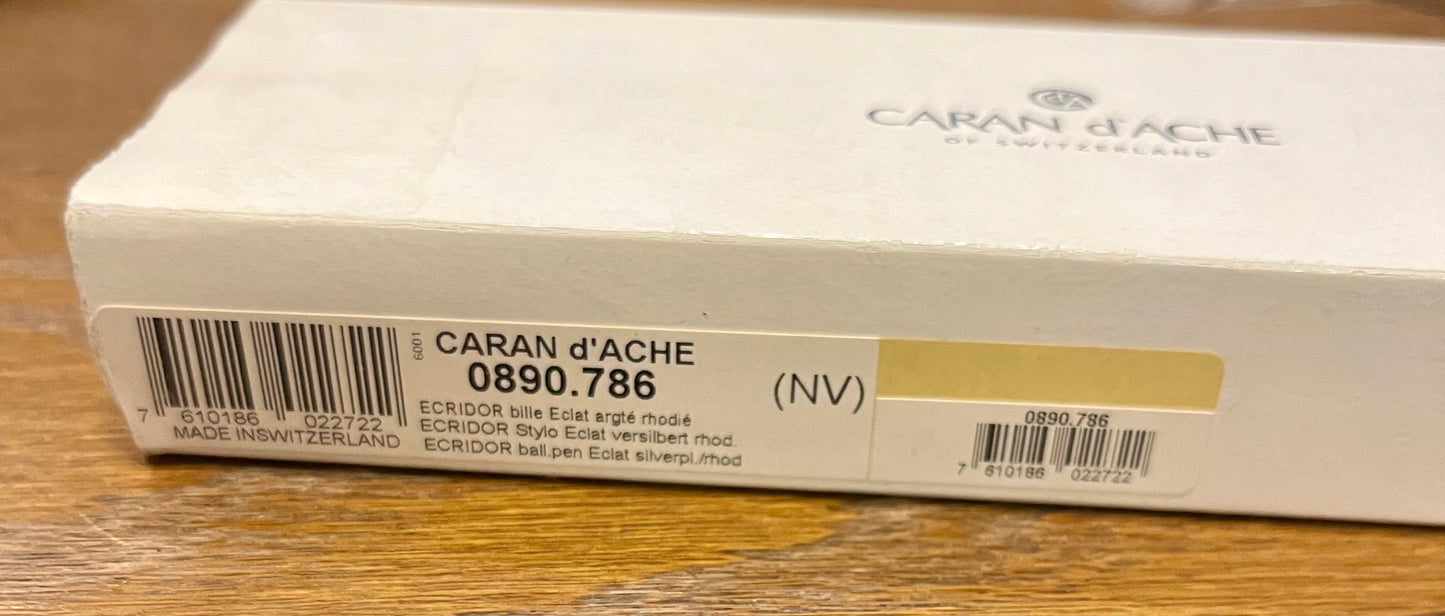 CARAN d'ACHE
OF SWITZERLAND
6001
CARAN d'ACHE
0890.786
(NV)
ECRIDOR bille Eclat argté rhodié
ECRIDOR Stylo Eclat versilbert rhod.
ECRIDOR ball.pen Eclat silverpl./rhod
7 610186 022722
MADE INSWITZERLAND
0890.786
7 610186 022722